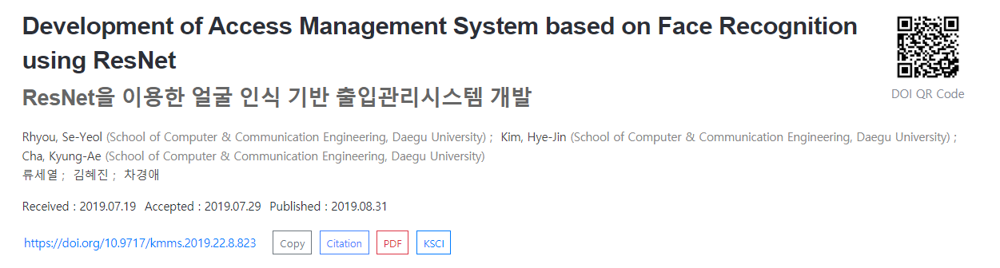 Development of Access Management System based on Face Recognition
using ResNet
ResNet을 이용한 얼굴 인식 기반 출입관리시스템 개발
DOI QR Code
Rhyou, Se-Yeol (School of Computer & Communication Engineering, Daegu University) ; Kim, Hye-Jin (School of Computer & Communication Engineering, Daegu University) ;
Cha, Kyung-Ae (School of Computer & Communication Engineering, Daegu University)
류세열 ; 김혜진 ; 차경애
Received : 2019.07.19 Accepted : 2019.07.29 Published : 2019.08.31
https://doi.org/10.9717/kmms.2019.22.8.823 Copy Citation PDF KSCI